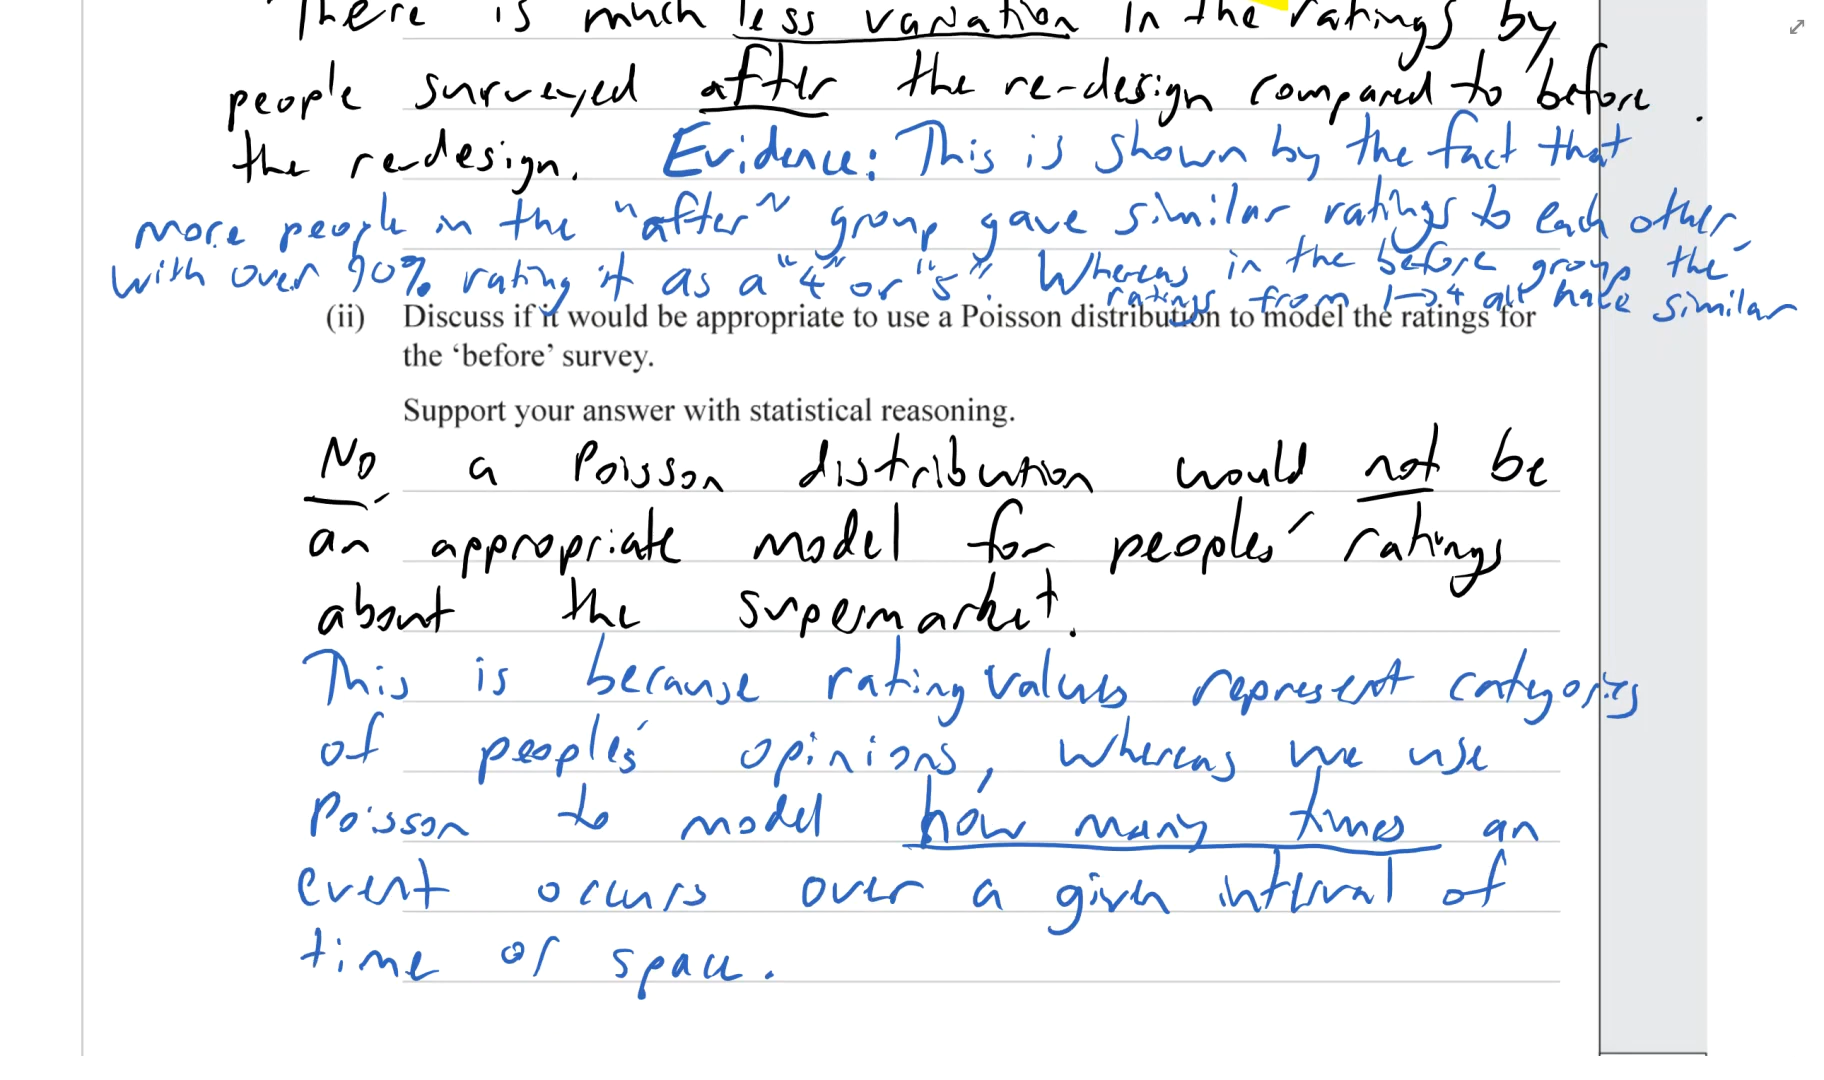 There is much less variation in the ratings by
people surveyed after the re-design compared to before.
the re-design. Evidence: This is shown by the fact that
more people in the "after" group gave similar ratings to each other,
with over 90% rating it as a "4" or "5". Whereas in the before group the
ratings from 1→4 all have similar
(ii) Discuss if it would be appropriate to use a Poisson distribution to model the ratings for
the ‘before’ survey.
Support your answer with statistical reasoning.
No, a Poisson distribution would not be
an appropriate model for peoples' ratings
about the supermarket.
This is because rating values represent categories
of peoples' opinions, whereas we use
Poisson to model how many times an
event occurs over a given interval of
time or space.